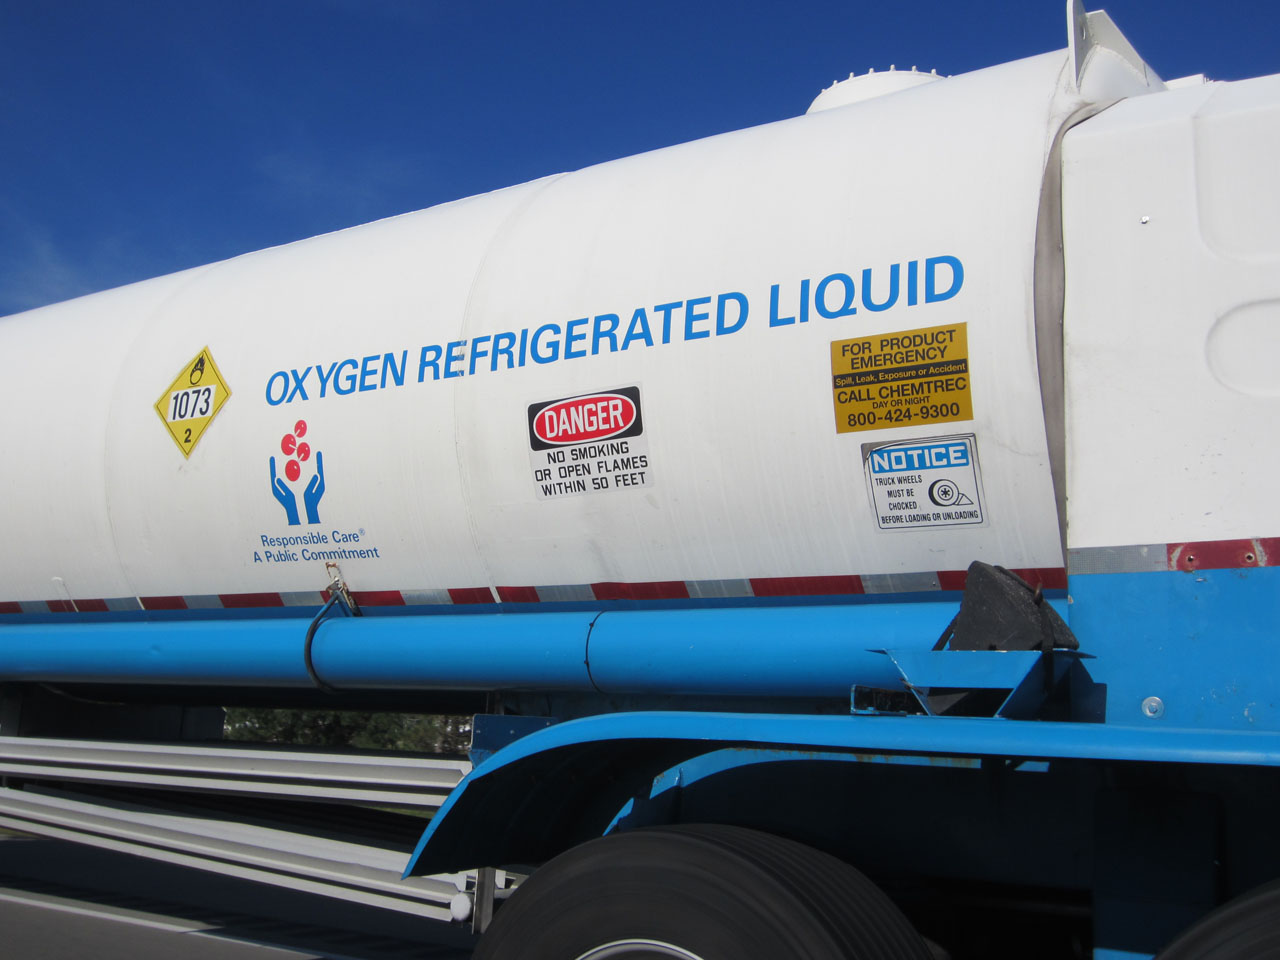 OXYGEN REFRIGERATED LIQUID
1073
2
Responsible Care®
A Public Commitment
DANGER
NO SMOKING
OR OPEN FLAMES
WITHIN 50 FEET
FOR PRODUCT
EMERGENCY
Spill, Leak, Exposure or Accident
CALL CHEMTREC
DAY OR NIGHT
800-424-9300
NOTICE
TRUCK WHEELS
MUST BE
CHOCKED
BEFORE LOADING OR UNLOADING